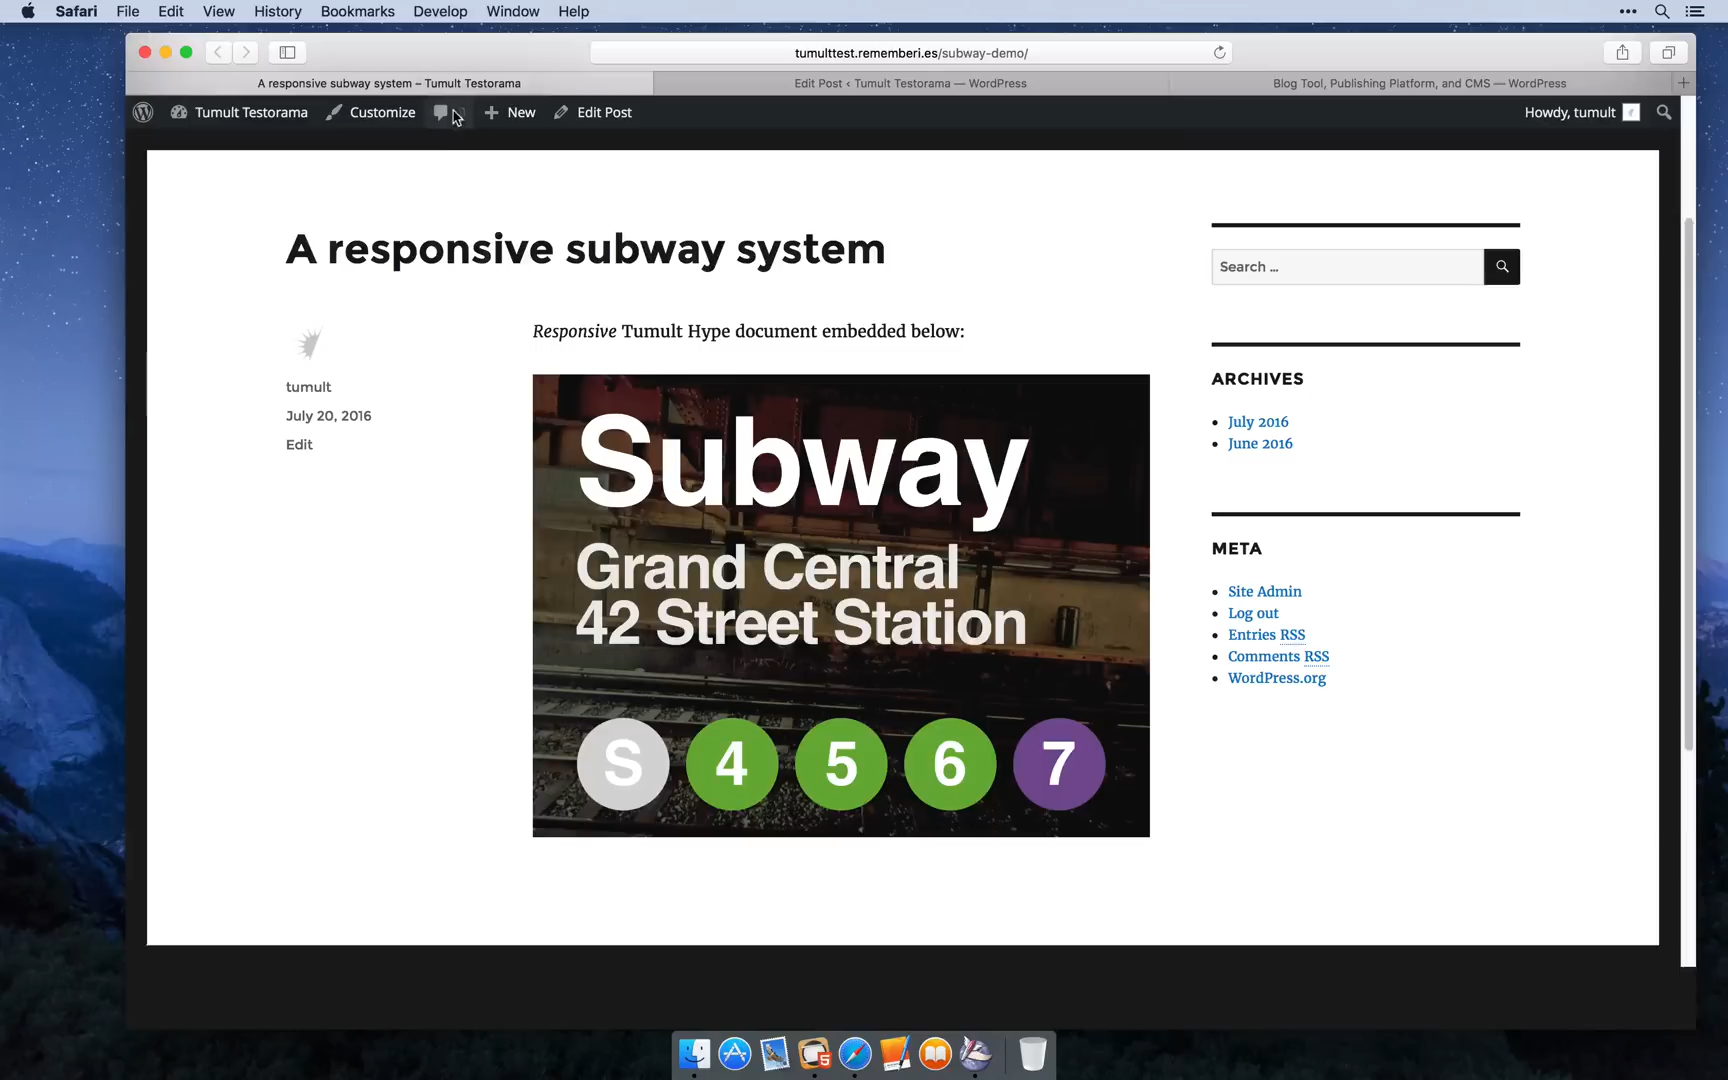 Safari File Edit View History Bookmarks Develop Window Help
tumulttest.rememberi.es/subway-demo/
A responsive subway system – Tumult Testorama
Edit Post ‹ Tumult Testorama — WordPress
Blog Tool, Publishing Platform, and CMS — WordPress
Tumult Testorama Customize New Edit Post
Howdy, tumult
A responsive subway system
Search ...
Responsive Tumult Hype document embedded below:
tumult
July 20, 2016
Edit
Subway
Grand Central
42 Street Station
S 4 5 6 7
ARCHIVES
July 2016
June 2016
META
Site Admin
Log out
Entries RSS
Comments RSS
WordPress.org
5